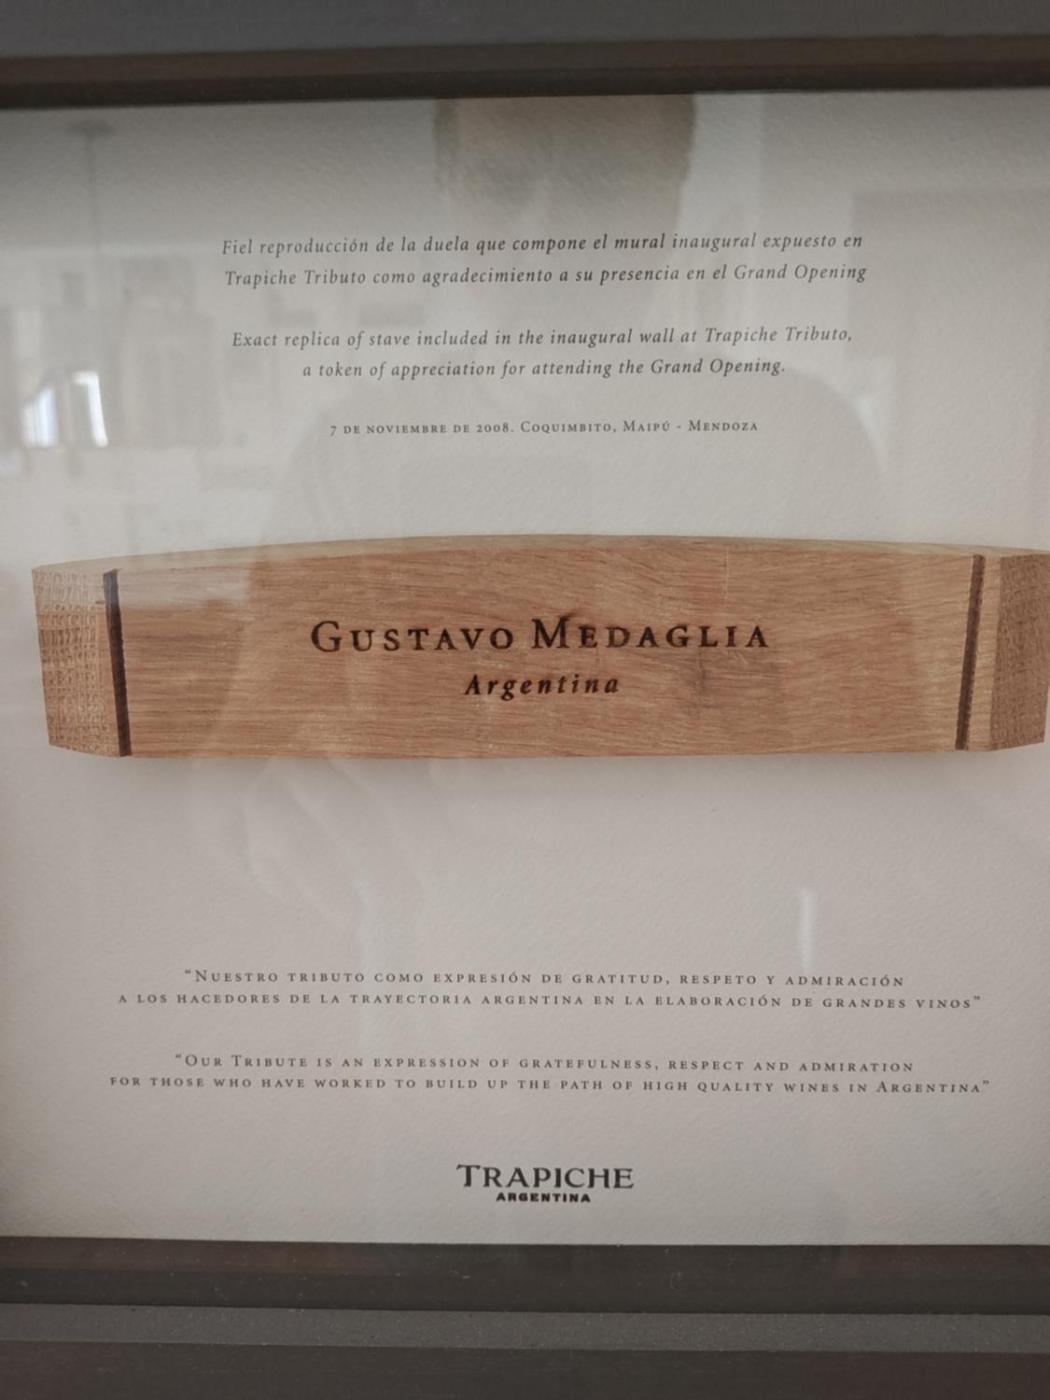 Fiel reproducción de la duela que compone el mural inaugural expuesto en
Trapiche Tributo como agradecimiento a su presencia en el Grand Opening
Exact replica of stave included in the inaugural wall at Trapiche Tributo,
a token of appreciation for attending the Grand Opening.
7 de noviembre de 2008. Coquimbito, Maipú - Mendoza
Gustavo Medaglia
Argentina
“Nuestro tributo como expresión de gratitud, respeto y admiración
a los hacedores de la trayectoria argentina en la elaboración de grandes vinos”
“Our Tribute is an expression of gratefulness, respect and admiration
for those who have worked to build up the path of high quality wines in Argentina”
TRAPICHE
ARGENTINA